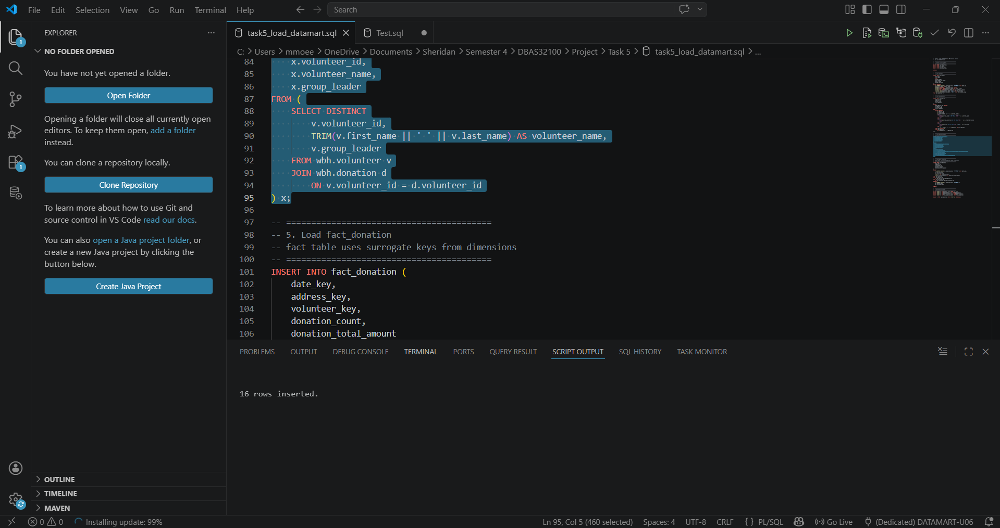 File Edit Selection View Go Run Terminal Help
Search
EXPLORER
NO FOLDER OPENED
You have not yet opened a folder.
Open Folder
Opening a folder will close all currently open
editors. To keep them open, add a folder
instead.
You can clone a repository locally.
Clone Repository
To learn more about how to use Git and
source control in VS Code read our docs.
You can also open a Java project folder, or
create a new Java project by clicking the
button below.
Create Java Project
OUTLINE
TIMELINE
MAVEN
1
1
task5_load_datamart.sql
Test.sql
C: > Users > mmoee > OneDrive > Documents > Sheridan > Semester 4 > DBAS32100 > Project > Task 5 > task5_load_datamart.sql > ...
84 x.volunteer_id,
85 x.volunteer_name,
86 x.group_leader
87 FROM (
88 SELECT DISTINCT
89 v.volunteer_id,
90 TRIM(v.first_name || ' ' || v.last_name) AS volunteer_name,
91 v.group_leader
92 FROM wbh.volunteer v
93 JOIN wbh.donation d
94 ON v.volunteer_id = d.volunteer_id
95 ) x;
96
97 -- =========================================
98 -- 5. Load fact_donation
99 -- fact table uses surrogate keys from dimensions
100 -- =========================================
101 INSERT INTO fact_donation (
102 date_key,
103 address_key,
104 volunteer_key,
105 donation_count,
106 donation_total_amount
PROBLEMS OUTPUT DEBUG CONSOLE TERMINAL PORTS QUERY RESULT SCRIPT OUTPUT SQL HISTORY TASK MONITOR
16 rows inserted.
0 0 Installing update: 99% Ln 95, Col 5 (460 selected) Spaces: 4 UTF-8 CRLF {} PL/SQL Go Live (Dedicated) DATAMART-U06